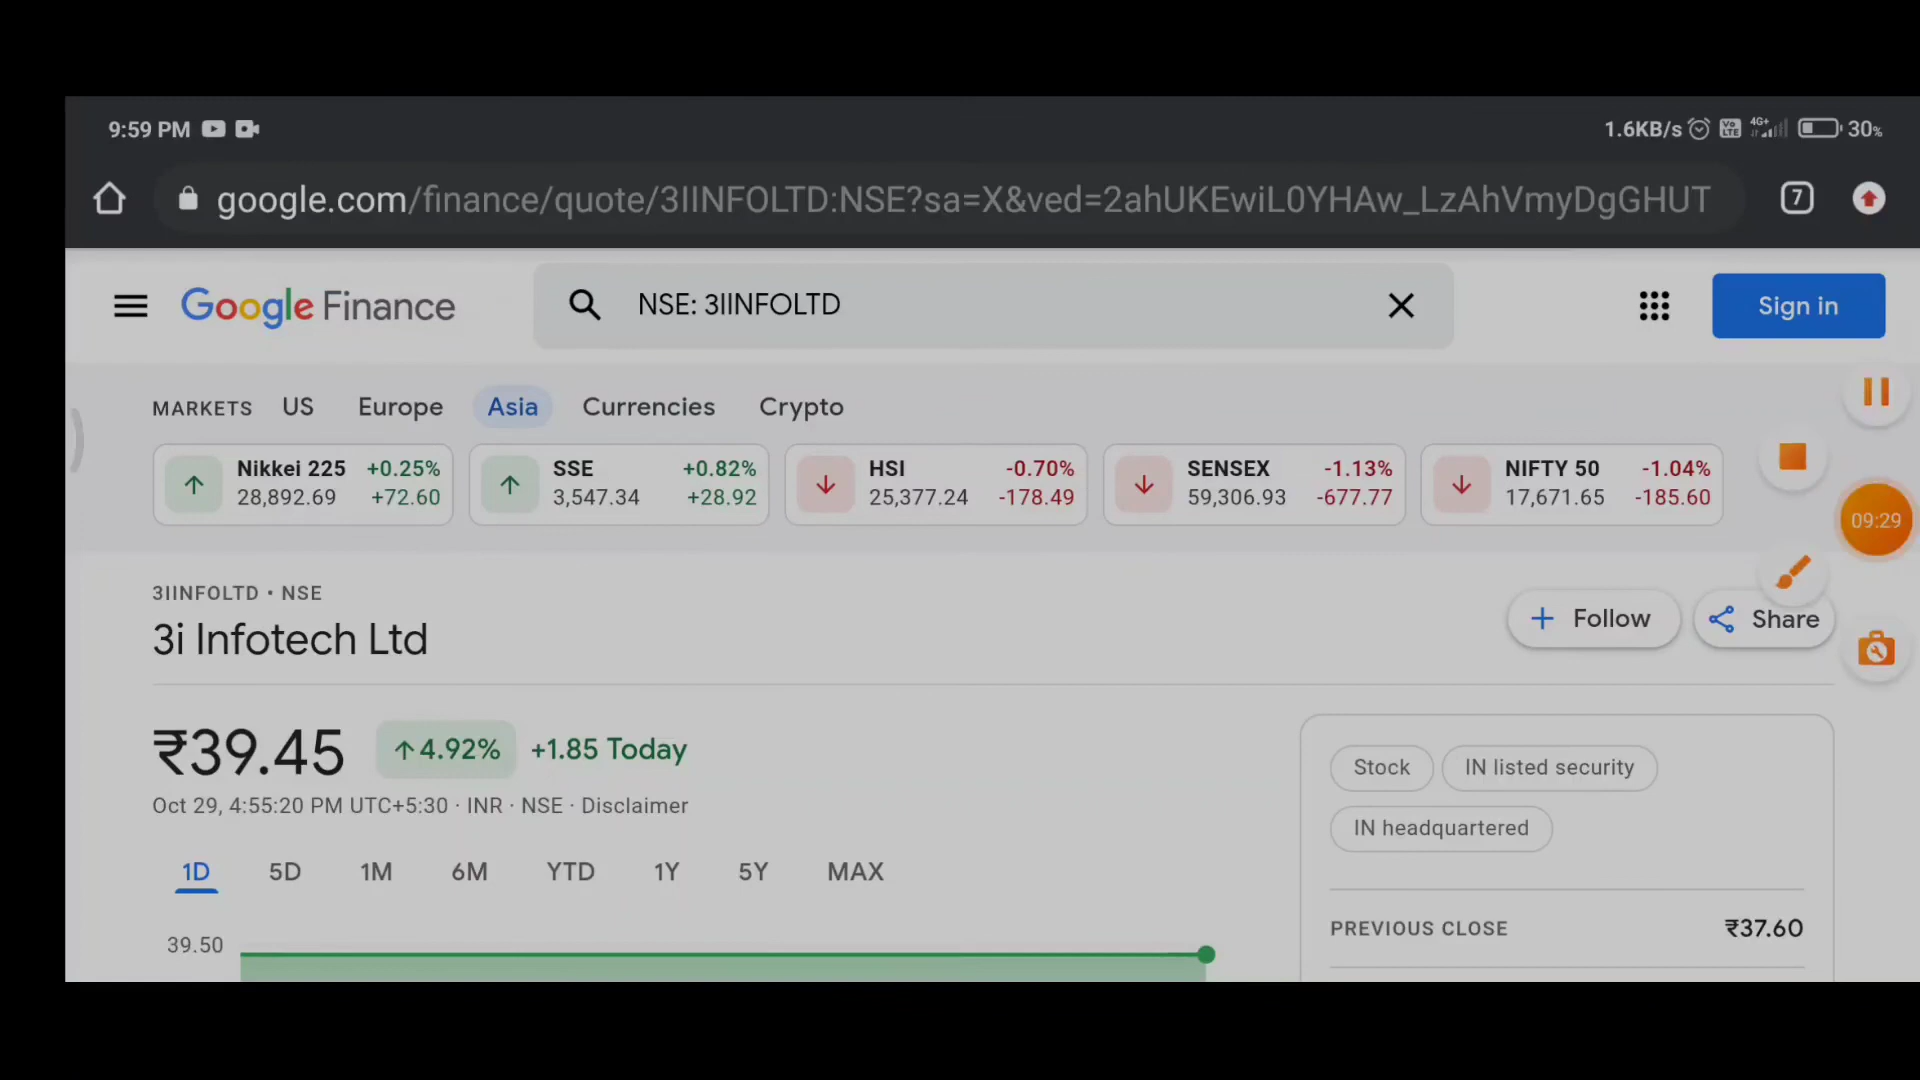 9:59 PM
1.6KB/s Vo LTE 4G+ 30%
google.com/finance/quote/3IINFOLTD:NSE?sa=X&ved=2ahUKEwiL0YHAw_LzAhVmyDgGHUT
7
Google Finance
NSE: 3IINFOLTD
Sign in
MARKETS US Europe Asia Currencies Crypto
Nikkei 225 +0.25%
28,892.69 +72.60
SSE +0.82%
3,547.34 +28.92
HSI -0.70%
25,377.24 -178.49
SENSEX -1.13%
59,306.93 -677.77
NIFTY 50 -1.04%
17,671.65 -185.60
09:29
3IINFOLTD • NSE
3i Infotech Ltd
Follow
Share
₹39.45 ↑4.92% +1.85 Today
Oct 29, 4:55:20 PM UTC+5:30 · INR · NSE · Disclaimer
1D 5D 1M 6M YTD 1Y 5Y MAX
39.50
Stock IN listed security
IN headquartered
PREVIOUS CLOSE ₹37.60